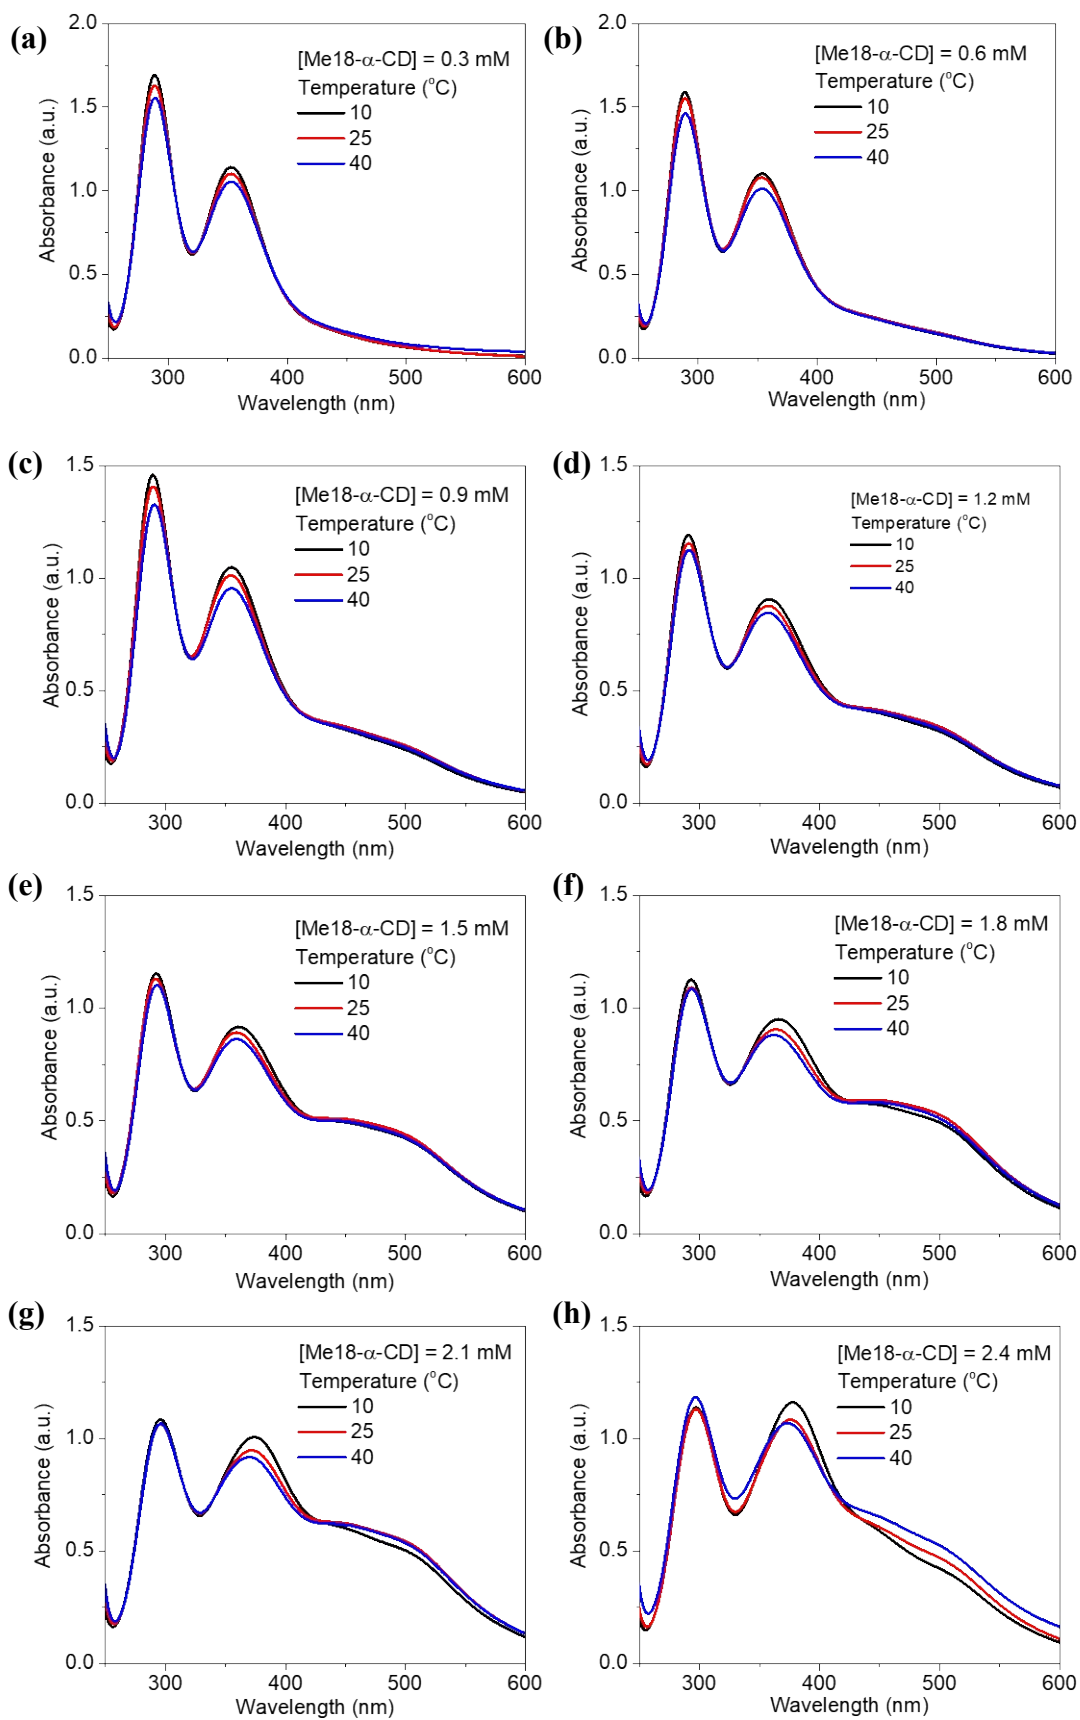 (a)
2.0
1.5
1.0
0.5
0.0
Absorbance (a.u.)
[Me18-α-CD] = 0.3 mM
Temperature (°C)
10
25
40
300 400 500 600
Wavelength (nm)
(b)
2.0
1.5
1.0
0.5
0.0
Absorbance (a.u.)
[Me18-α-CD] = 0.6 mM
Temperature (°C)
10
25
40
300 400 500 600
Wavelength (nm)
(c)
1.5
1.0
0.5
0.0
Absorbance (a.u.)
[Me18-α-CD] = 0.9 mM
Temperature (°C)
10
25
40
300 400 500 600
Wavelength (nm)
(d)
1.5
1.0
0.5
0.0
Absorbance (a.u.)
[Me18-α-CD] = 1.2 mM
Temperature (°C)
10
25
40
300 400 500 600
Wavelength (nm)
(e)
1.5
1.0
0.5
0.0
Absorbance (a.u.)
[Me18-α-CD] = 1.5 mM
Temperature (°C)
10
25
40
300 400 500 600
Wavelength (nm)
(f)
1.5
1.0
0.5
0.0
Absorbance (a.u.)
[Me18-α-CD] = 1.8 mM
Temperature (°C)
10
25
40
300 400 500 600
Wavelength (nm)
(g)
1.5
1.0
0.5
0.0
Absorbance (a.u.)
[Me18-α-CD] = 2.1 mM
Temperature (°C)
10
25
40
300 400 500 600
Wavelength (nm)
(h)
1.5
1.0
0.5
0.0
Absorbance (a.u.)
[Me18-α-CD] = 2.4 mM
Temperature (°C)
10
25
40
300 400 500 600
Wavelength (nm)